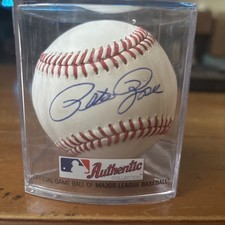 Pete Rose
Authentic
OFFICIAL GAME BALL OF MAJOR LEAGUE BASEBALL